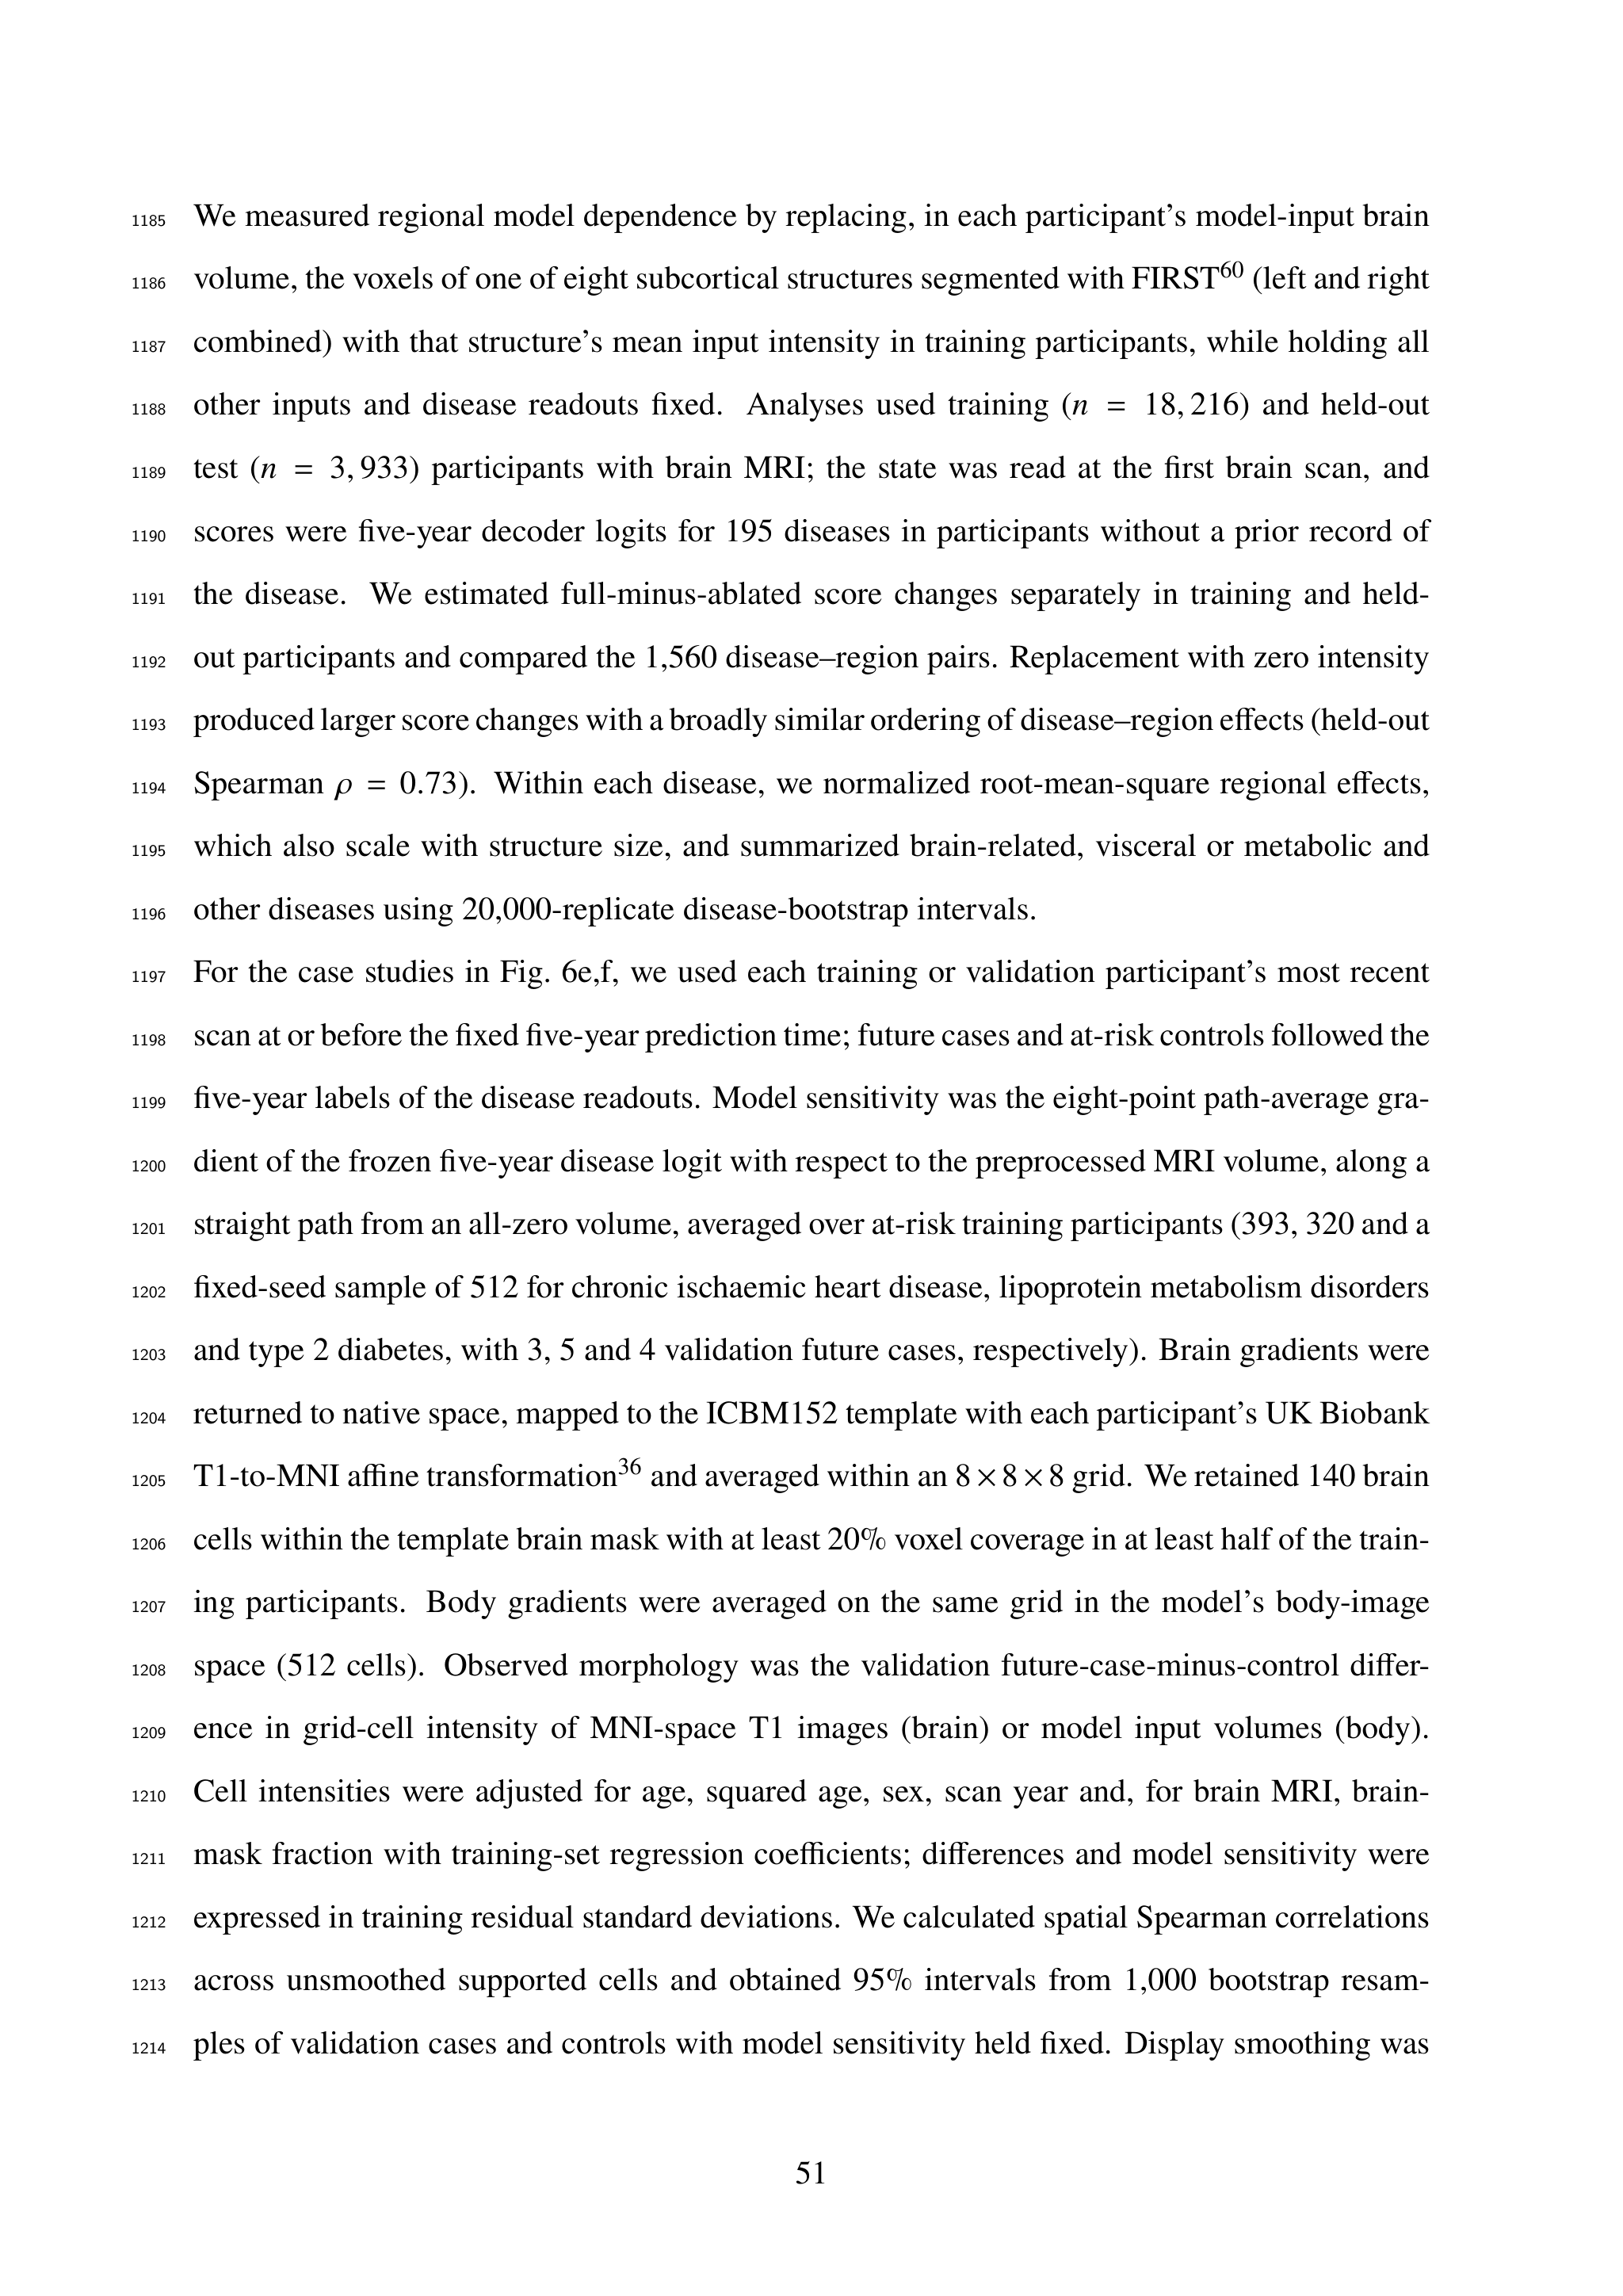 1185 We measured regional model dependence by replacing, in each participant's model-input brain
1186 volume, the voxels of one of eight subcortical structures segmented with FIRST60 (left and right
1187 combined) with that structure's mean input intensity in training participants, while holding all
1188 other inputs and disease readouts fixed. Analyses used training (n = 18, 216) and held-out
1189 test (n = 3, 933) participants with brain MRI; the state was read at the first brain scan, and
1190 scores were five-year decoder logits for 195 diseases in participants without a prior record of
1191 the disease. We estimated full-minus-ablated score changes separately in training and held-
1192 out participants and compared the 1,560 disease–region pairs. Replacement with zero intensity
1193 produced larger score changes with a broadly similar ordering of disease–region effects (held-out
1194 Spearman ρ = 0.73). Within each disease, we normalized root-mean-square regional effects,
1195 which also scale with structure size, and summarized brain-related, visceral or metabolic and
1196 other diseases using 20,000-replicate disease-bootstrap intervals.
1197 For the case studies in Fig. 6e,f, we used each training or validation participant's most recent
1198 scan at or before the fixed five-year prediction time; future cases and at-risk controls followed the
1199 five-year labels of the disease readouts. Model sensitivity was the eight-point path-average gra-
1200 dient of the frozen five-year disease logit with respect to the preprocessed MRI volume, along a
1201 straight path from an all-zero volume, averaged over at-risk training participants (393, 320 and a
1202 fixed-seed sample of 512 for chronic ischaemic heart disease, lipoprotein metabolism disorders
1203 and type 2 diabetes, with 3, 5 and 4 validation future cases, respectively). Brain gradients were
1204 returned to native space, mapped to the ICBM152 template with each participant's UK Biobank
1205 T1-to-MNI affine transformation36 and averaged within an 8×8×8 grid. We retained 140 brain
1206 cells within the template brain mask with at least 20% voxel coverage in at least half of the train-
1207 ing participants. Body gradients were averaged on the same grid in the model's body-image
1208 space (512 cells). Observed morphology was the validation future-case-minus-control differ-
1209 ence in grid-cell intensity of MNI-space T1 images (brain) or model input volumes (body).
1210 Cell intensities were adjusted for age, squared age, sex, scan year and, for brain MRI, brain-
1211 mask fraction with training-set regression coefficients; differences and model sensitivity were
1212 expressed in training residual standard deviations. We calculated spatial Spearman correlations
1213 across unsmoothed supported cells and obtained 95% intervals from 1,000 bootstrap resam-
1214 ples of validation cases and controls with model sensitivity held fixed. Display smoothing was
51